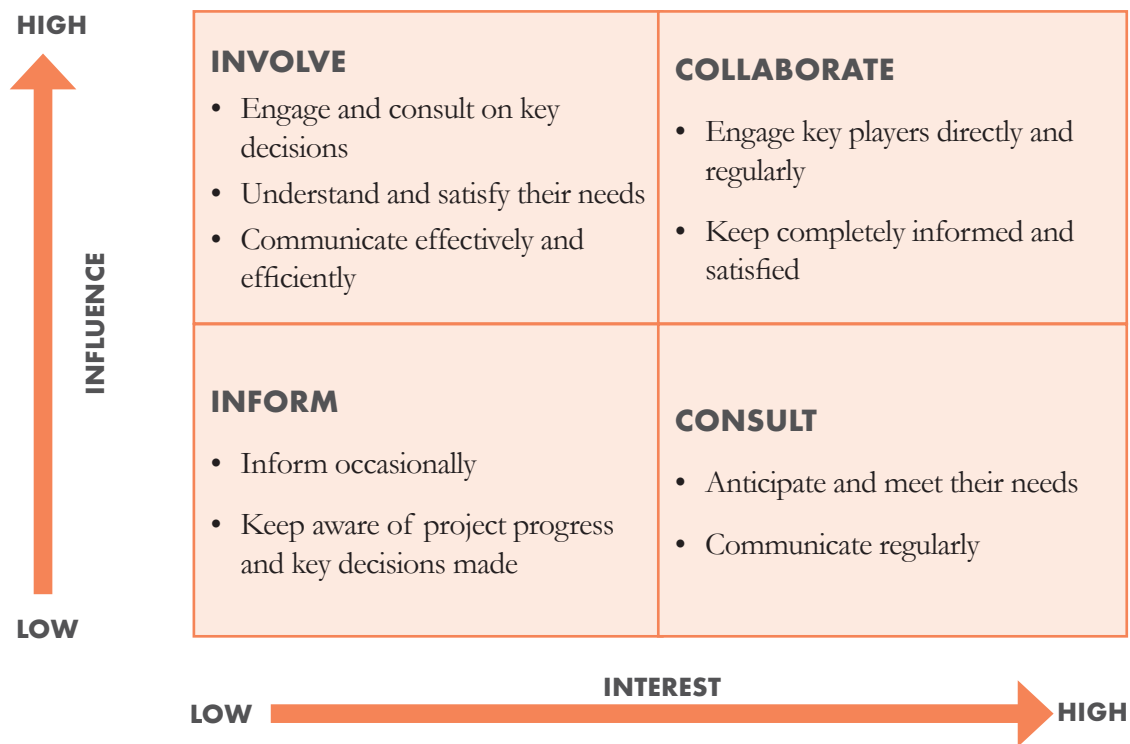 HIGH
INFLUENCE
LOW
INVOLVE
• Engage and consult on key
decisions
• Understand and satisfy their needs
• Communicate effectively and
efficiently
COLLABORATE
• Engage key players directly and
regularly
• Keep completely informed and
satisfied
INFORM
• Inform occasionally
• Keep aware of project progress
and key decisions made
CONSULT
• Anticipate and meet their needs
• Communicate regularly
INTEREST
LOW
HIGH